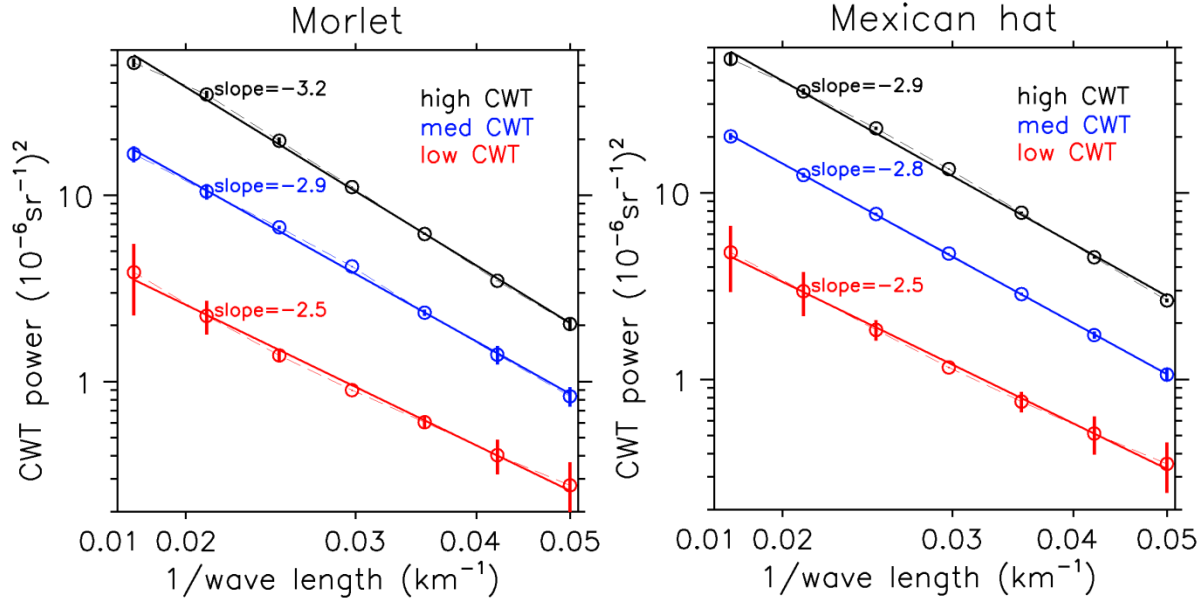 Morlet
slope=−3.2
high CWT
med CWT
low CWT
slope=−2.9
slope=−2.5
10
1
CWT power (10⁻⁶sr⁻¹)²
0.01 0.02 0.03 0.04 0.05
1/wave length (km⁻¹)
Mexican hat
slope=−2.9
high CWT
med CWT
low CWT
slope=−2.8
slope=−2.5
10
1
CWT power (10⁻⁶sr⁻¹)²
0.01 0.02 0.03 0.04 0.05
1/wave length (km⁻¹)